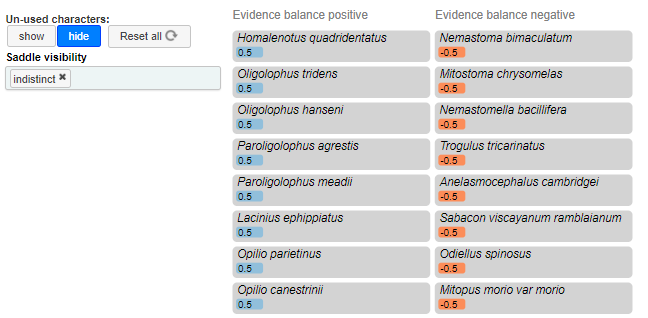 Un-used characters:
show hide Reset all
Saddle visibility
indistinct ✖
Evidence balance positive
Homalenotus quadridentatus
0.5
Oligolophus tridens
0.5
Oligolophus hanseni
0.5
Paroligolophus agrestis
0.5
Paroligolophus meadii
0.5
Lacinius ephippiatus
0.5
Opilio parietinus
0.5
Opilio canestrinii
0.5
Evidence balance negative
Nemastoma bimaculatum
-0.5
Mitostoma chrysomelas
-0.5
Nemastomella bacillifera
-0.5
Trogulus tricarinatus
-0.5
Anelasmocephalus cambridgei
-0.5
Sabacon viscayanum ramblaianum
-0.5
Odiellus spinosus
-0.5
Mitopus morio var morio
-0.5